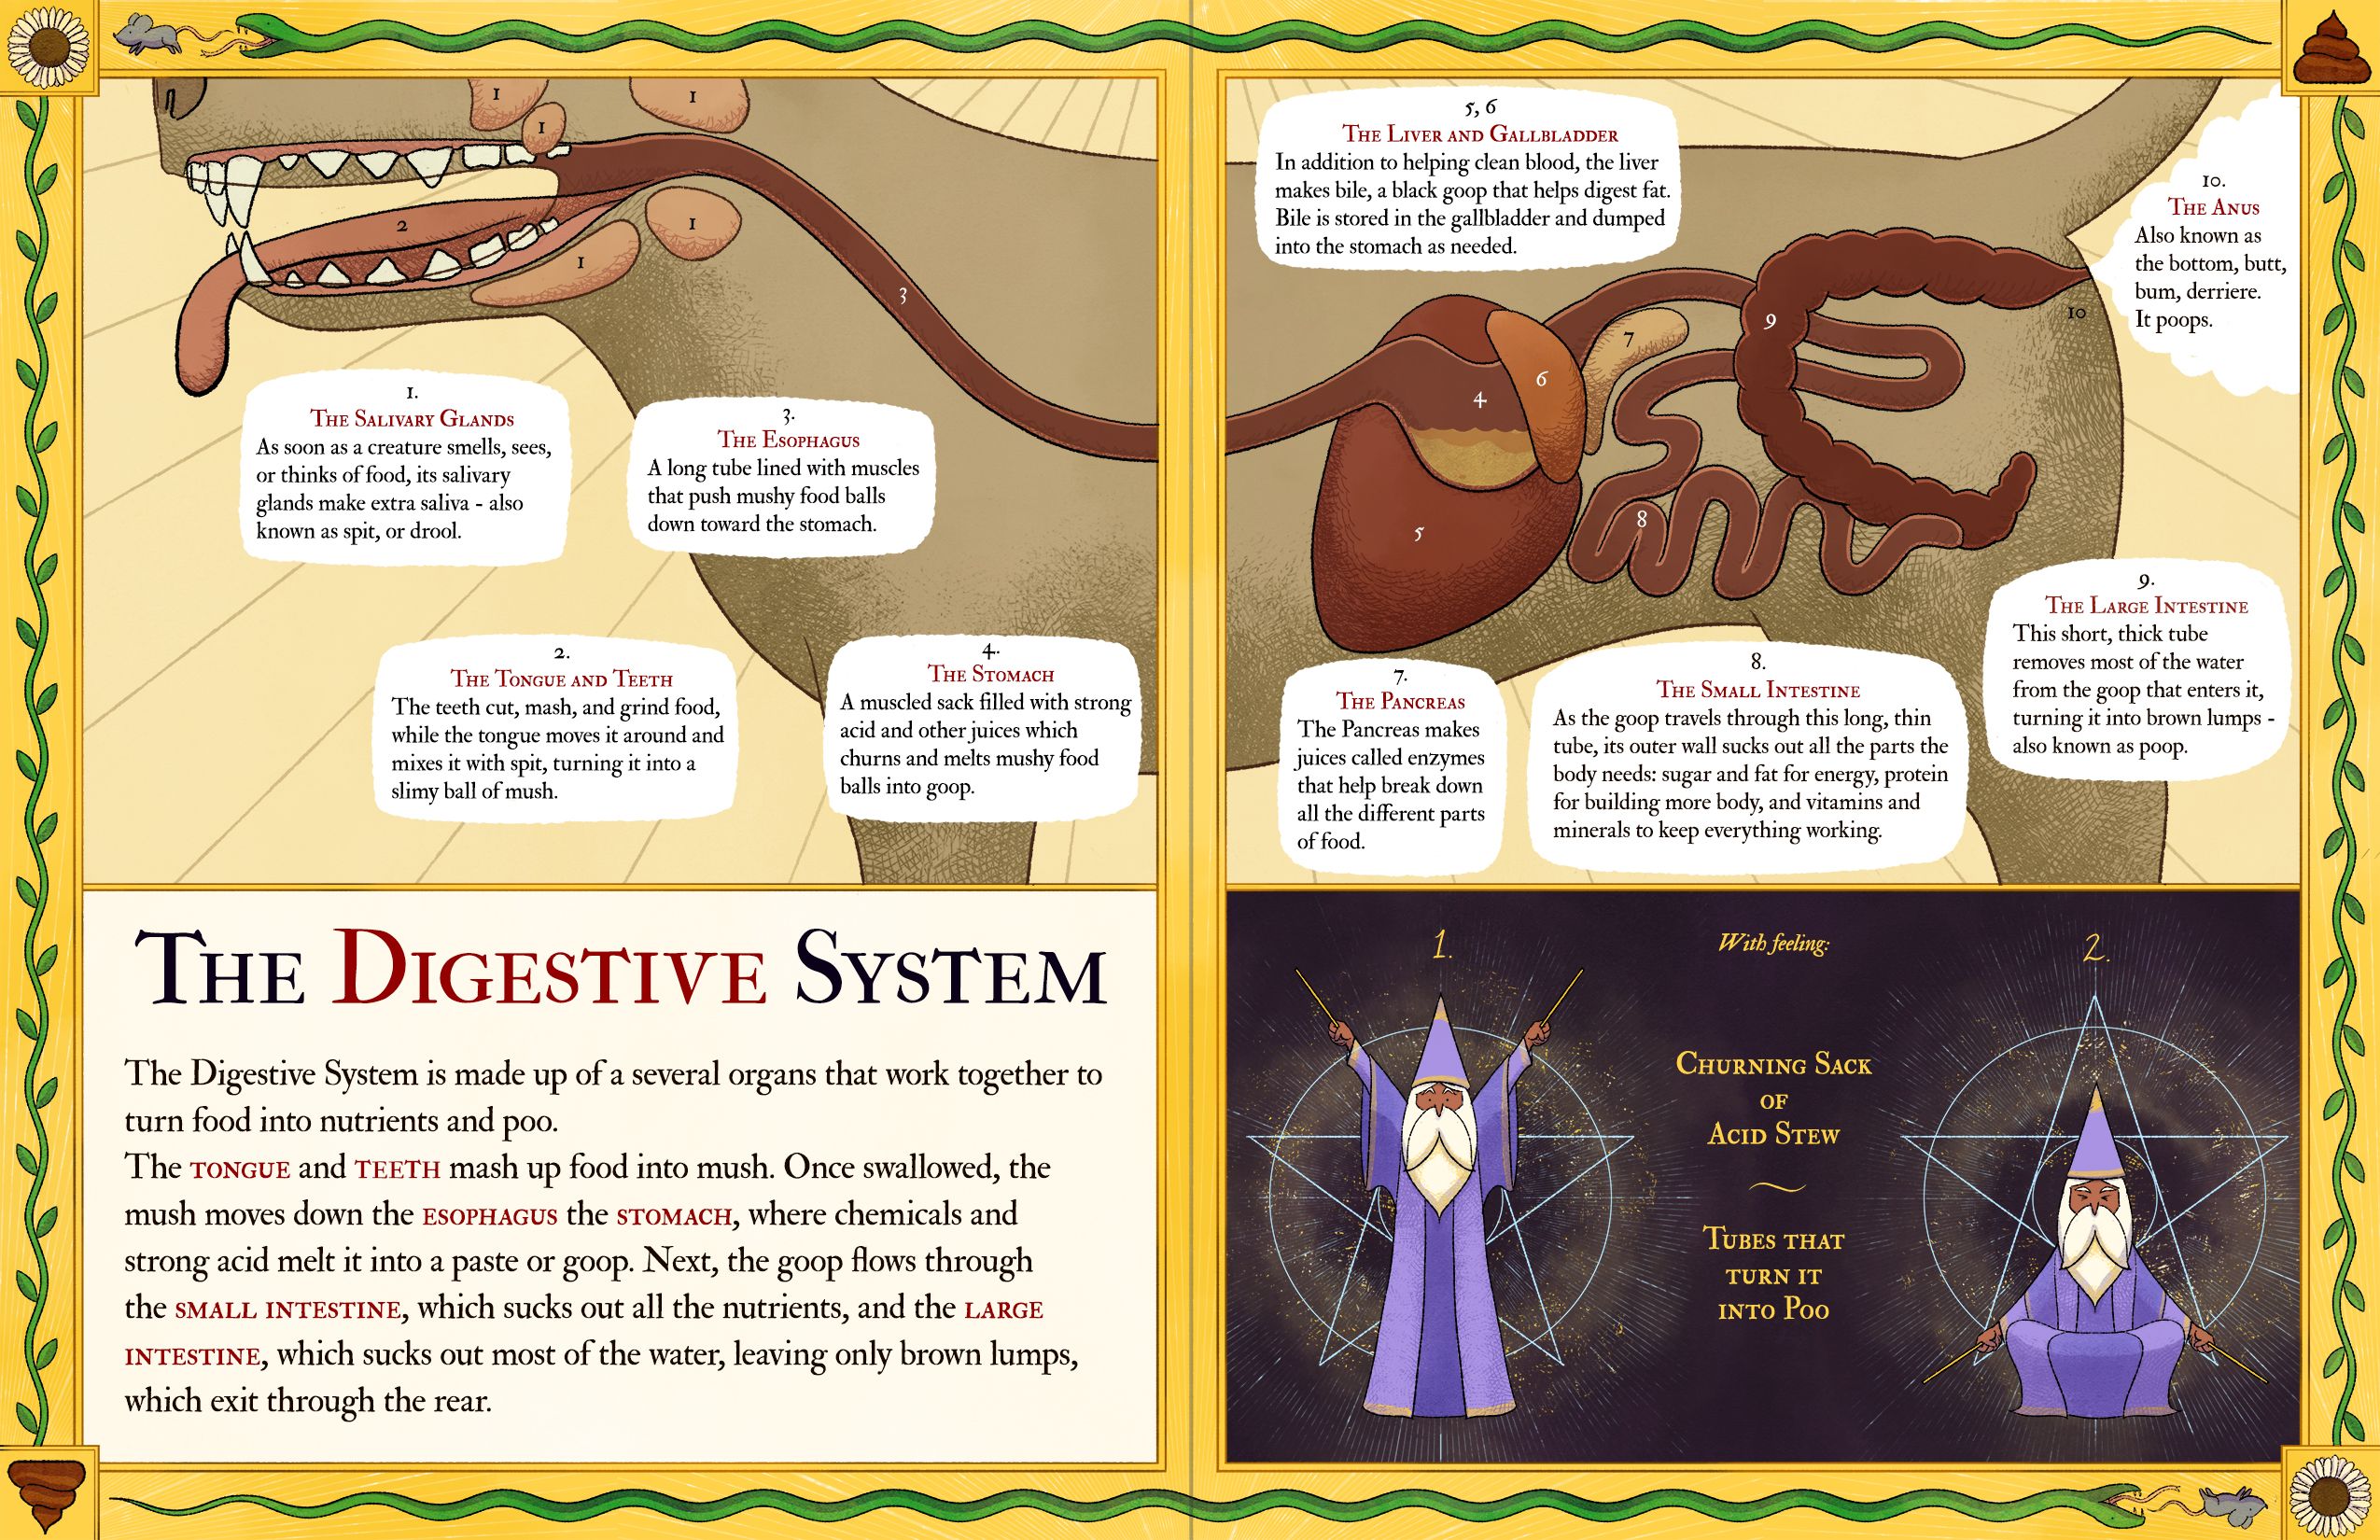 1
1
1
2
1
1
3
1.
The Salivary Glands
As soon as a creature smells, sees,
or thinks of food, its salivary
glands make extra saliva - also
known as spit, or drool.
2.
The Tongue and Teeth
The teeth cut, mash, and grind food,
while the tongue moves it around and
mixes it with spit, turning it into a
slimy ball of mush.
3.
The Esophagus
A long tube lined with muscles
that push mushy food balls
down toward the stomach.
4.
The Stomach
A muscled sack filled with strong
acid and other juices which
churns and melts mushy food
balls into goop.
5, 6
The Liver and Gallbladder
In addition to helping clean blood, the liver
makes bile, a black goop that helps digest fat.
Bile is stored in the gallbladder and dumped
into the stomach as needed.
4
5
6
7
8
9
10
7.
The Pancreas
The Pancreas makes
juices called enzymes
that help break down
all the different parts
of food.
8.
The Small Intestine
As the goop travels through this long, thin
tube, its outer wall sucks out all the parts the
body needs: sugar and fat for energy, protein
for building more body, and vitamins and
minerals to keep everything working.
9.
The Large Intestine
This short, thick tube
removes most of the water
from the goop that enters it,
turning it into brown lumps -
also known as poop.
10.
The Anus
Also known as
the bottom, butt,
bum, derriere.
It poops.
The Digestive System
The Digestive System is made up of a several organs that work together to
turn food into nutrients and poo.
The tongue and teeth mash up food into mush. Once swallowed, the
mush moves down the esophagus the stomach, where chemicals and
strong acid melt it into a paste or goop. Next, the goop flows through
the small intestine, which sucks out all the nutrients, and the large
intestine, which sucks out most of the water, leaving only brown lumps,
which exit through the rear.
1.
With feeling:
2.
Churning Sack
of
Acid Stew
Tubes that
turn it
into Poo